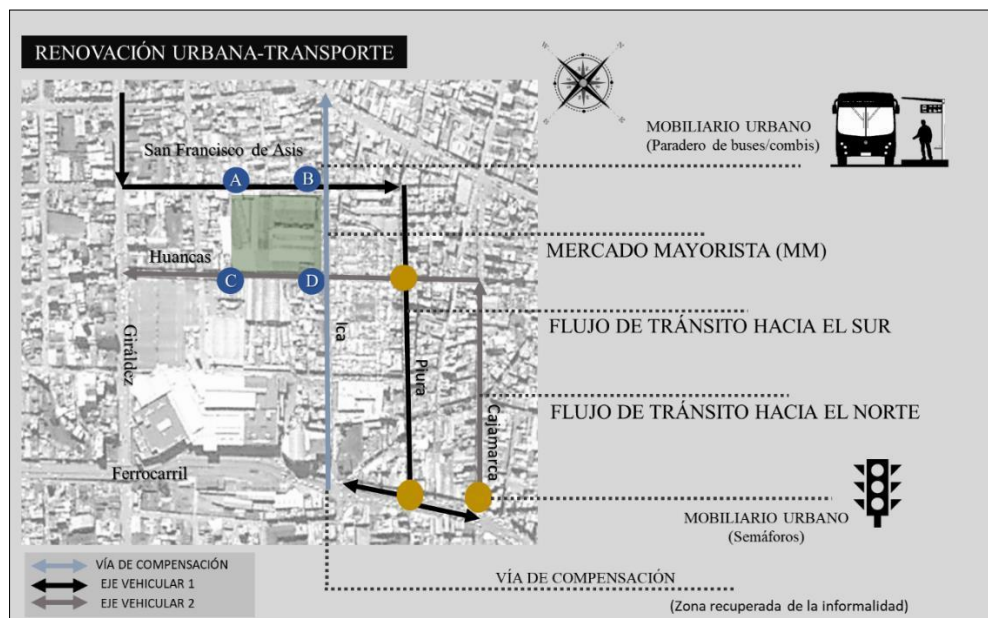 RENOVACIÓN URBANA-TRANSPORTE
MOBILIARIO URBANO
(Paradero de buses/combis)
San Francisco de Asis
A
B
MERCADO MAYORISTA (MM)
Huancas
C
D
FLUJO DE TRÁNSITO HACIA EL SUR
Giráldez
Ica
Piura
Cajamarca
FLUJO DE TRÁNSITO HACIA EL NORTE
Ferrocarril
MOBILIARIO URBANO
(Semáforos)
VÍA DE COMPENSACIÓN
EJE VEHICULAR 1
EJE VEHICULAR 2
VÍA DE COMPENSACIÓN
(Zona recuperada de la informalidad)